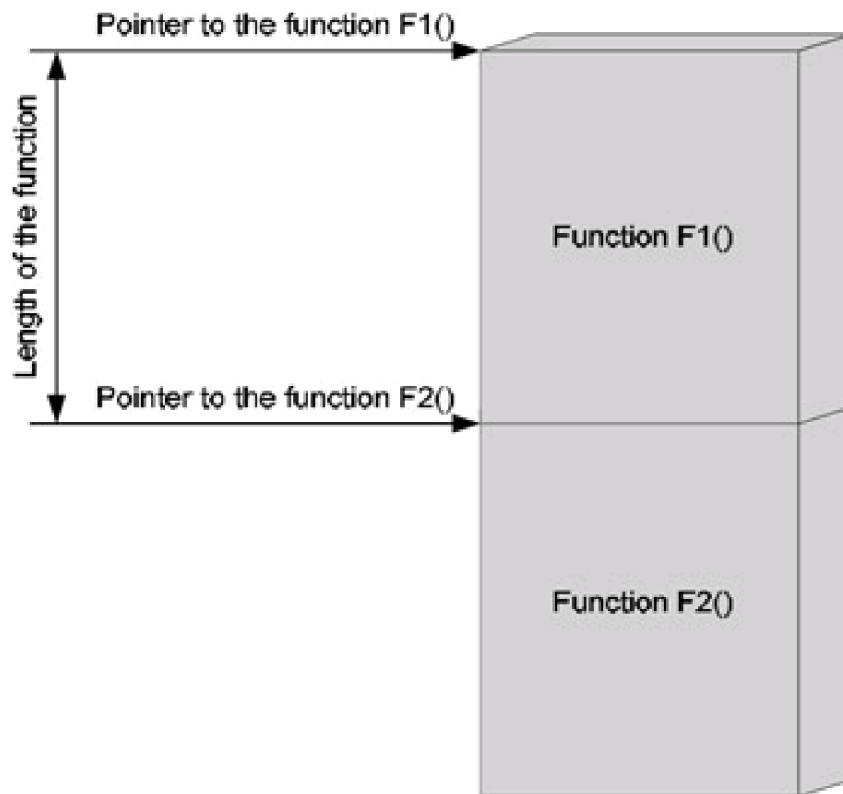 Pointer to the function F1()
Length of the function
Function F1()
Pointer to the function F2()
Function F2()